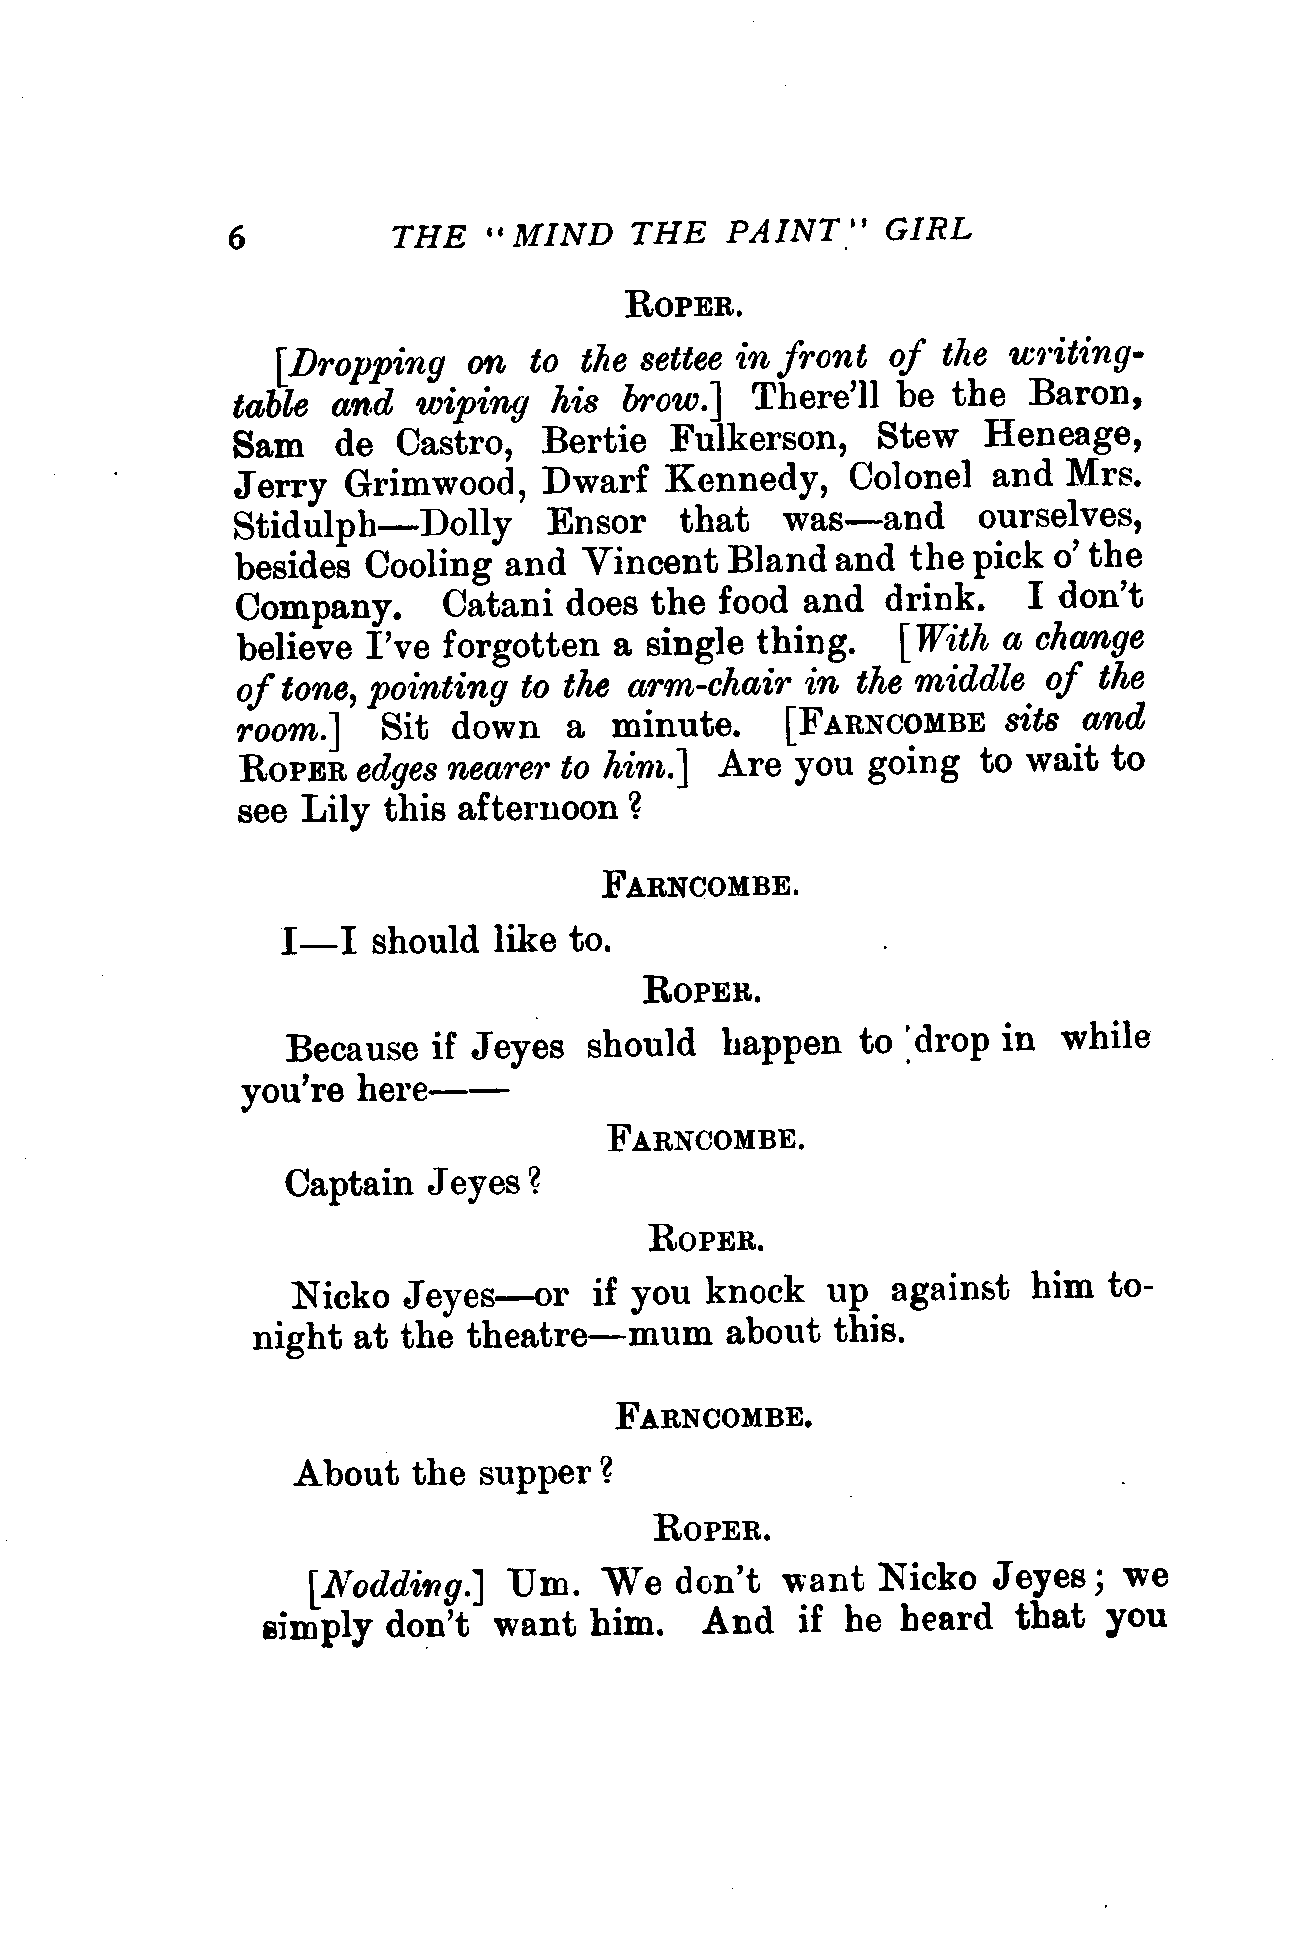 6 THE "MIND THE PAINT" GIRL
ROPER.
[Dropping on to the settee in front of the writing-
table and wiping his brow.] There'll be the Baron,
Sam de Castro, Bertie Fulkerson, Stew Heneage,
Jerry Grimwood, Dwarf Kennedy, Colonel and Mrs.
Stidulph—Dolly Ensor that was—and ourselves,
besides Cooling and Vincent Bland and the pick o' the
Company. Catani does the food and drink. I don't
believe I've forgotten a single thing. [With a change
of tone, pointing to the arm-chair in the middle of the
room.] Sit down a minute. [FARNCOMBE sits and
ROPER edges nearer to him.] Are you going to wait to
see Lily this afternoon?
FARNCOMBE.
I—I should like to.
ROPER.
Because if Jeyes should happen to drop in while
you're here——
FARNCOMBE.
Captain Jeyes?
ROPER.
Nicko Jeyes—or if you knock up against him to-
night at the theatre—mum about this.
FARNCOMBE.
About the supper?
ROPER.
[Nodding.] Um. We don't want Nicko Jeyes; we
simply don't want him. And if he heard that you